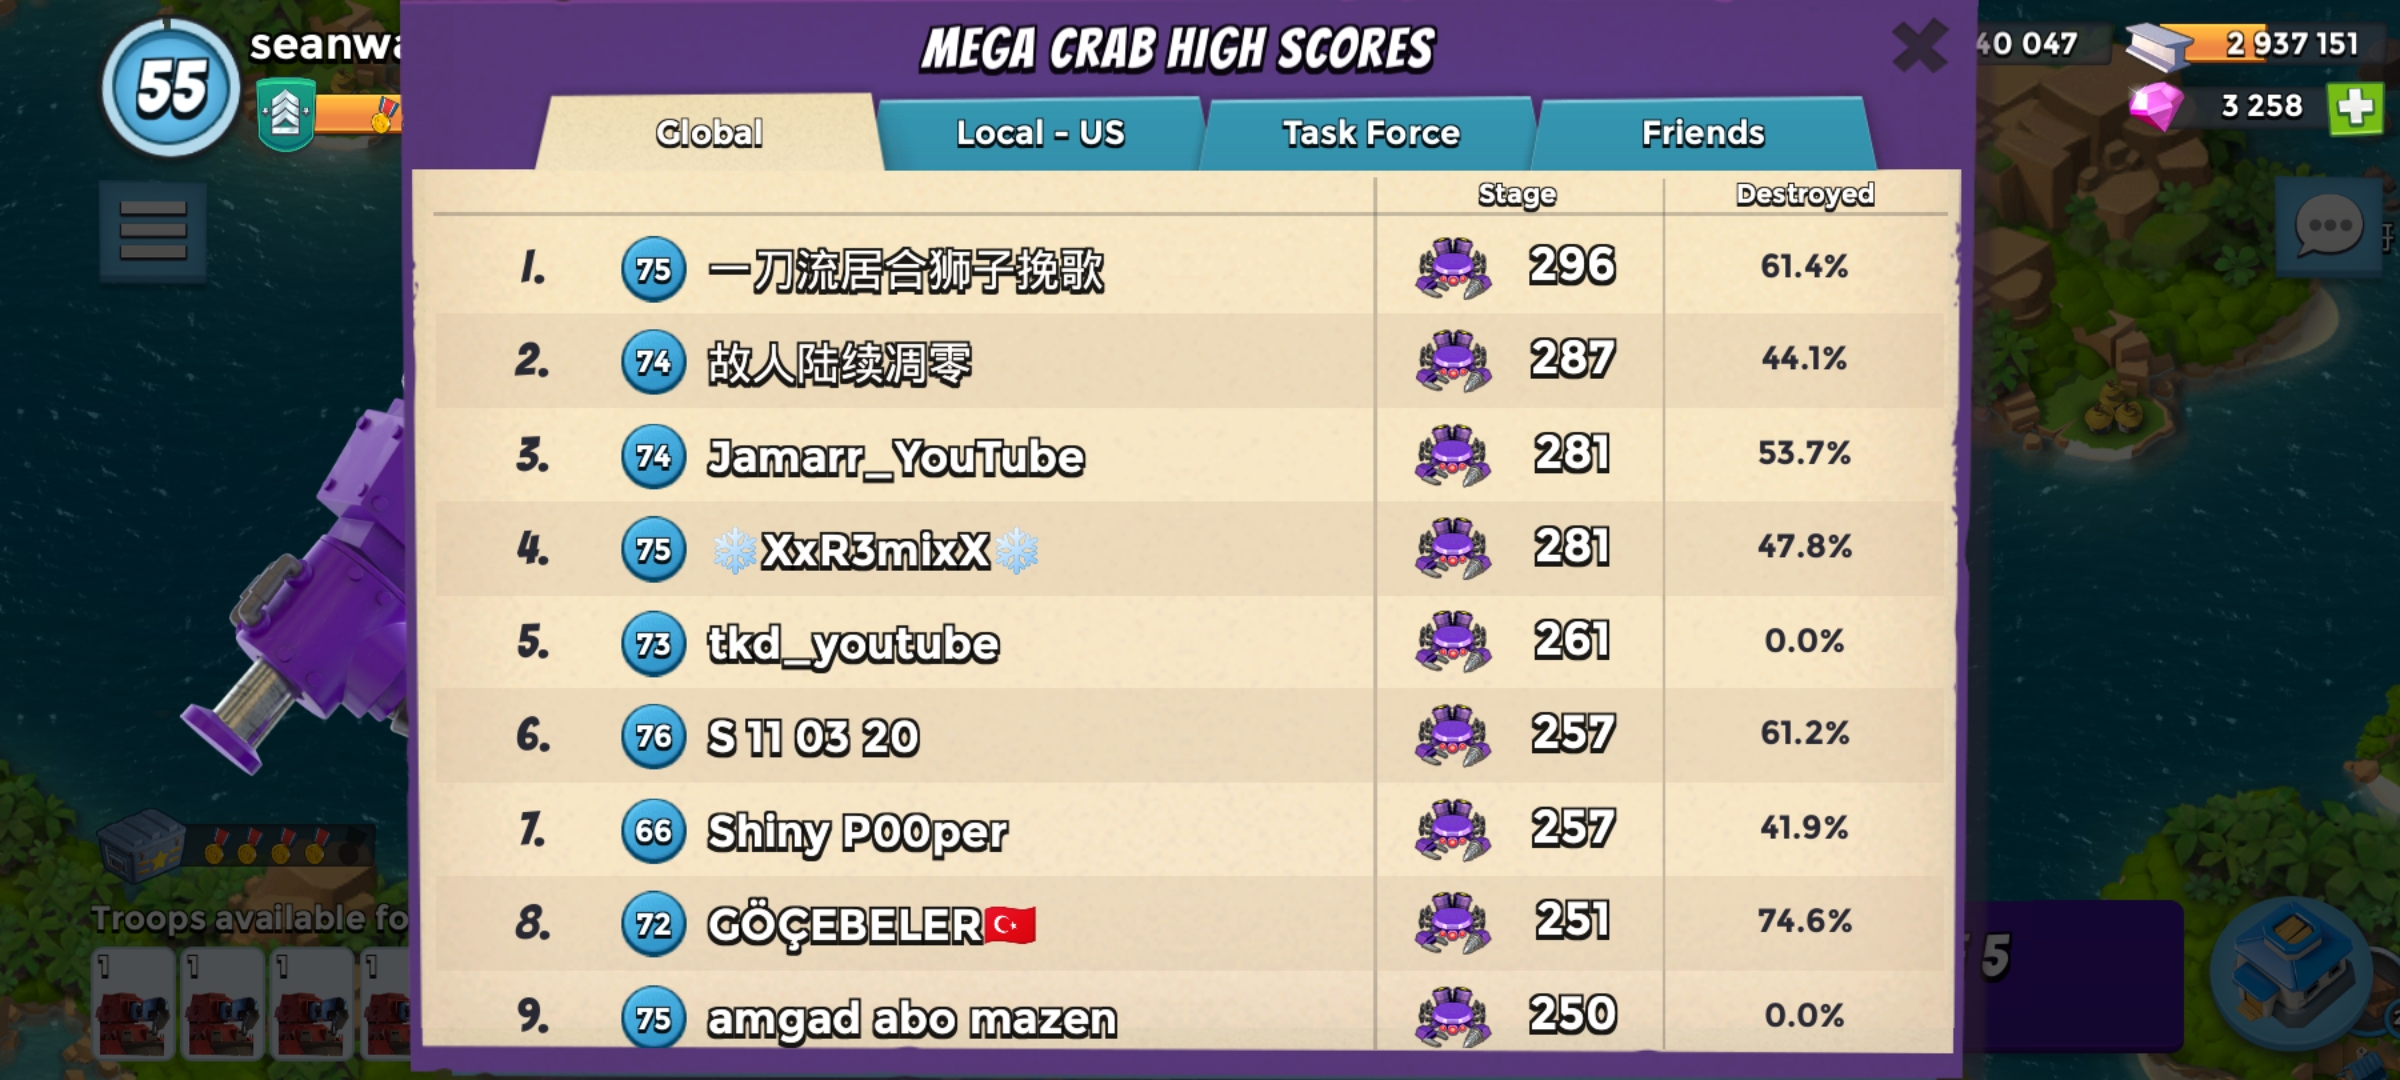 MEGA CRAB HIGH SCORES
55
seanwa
40 047
2 937 151
3 258
Global
Local - US
Task Force
Friends
Stage
Destroyed
1. 75 一刀流居合狮子挽歌 296 61.4%
2. 74 故人陆续凋零 287 44.1%
3. 74 Jamarr_YouTube 281 53.7%
4. 75 ❄️XxR3mixX❄️ 281 47.8%
5. 73 tkd_youtube 261 0.0%
6. 76 S 11 03 20 257 61.2%
7. 66 Shiny P00per 257 41.9%
8. 72 GÖÇEBELER🇹🇷 251 74.6%
9. 75 amgad abo mazen 250 0.0%
Troops available fo
1
1
1
1
5